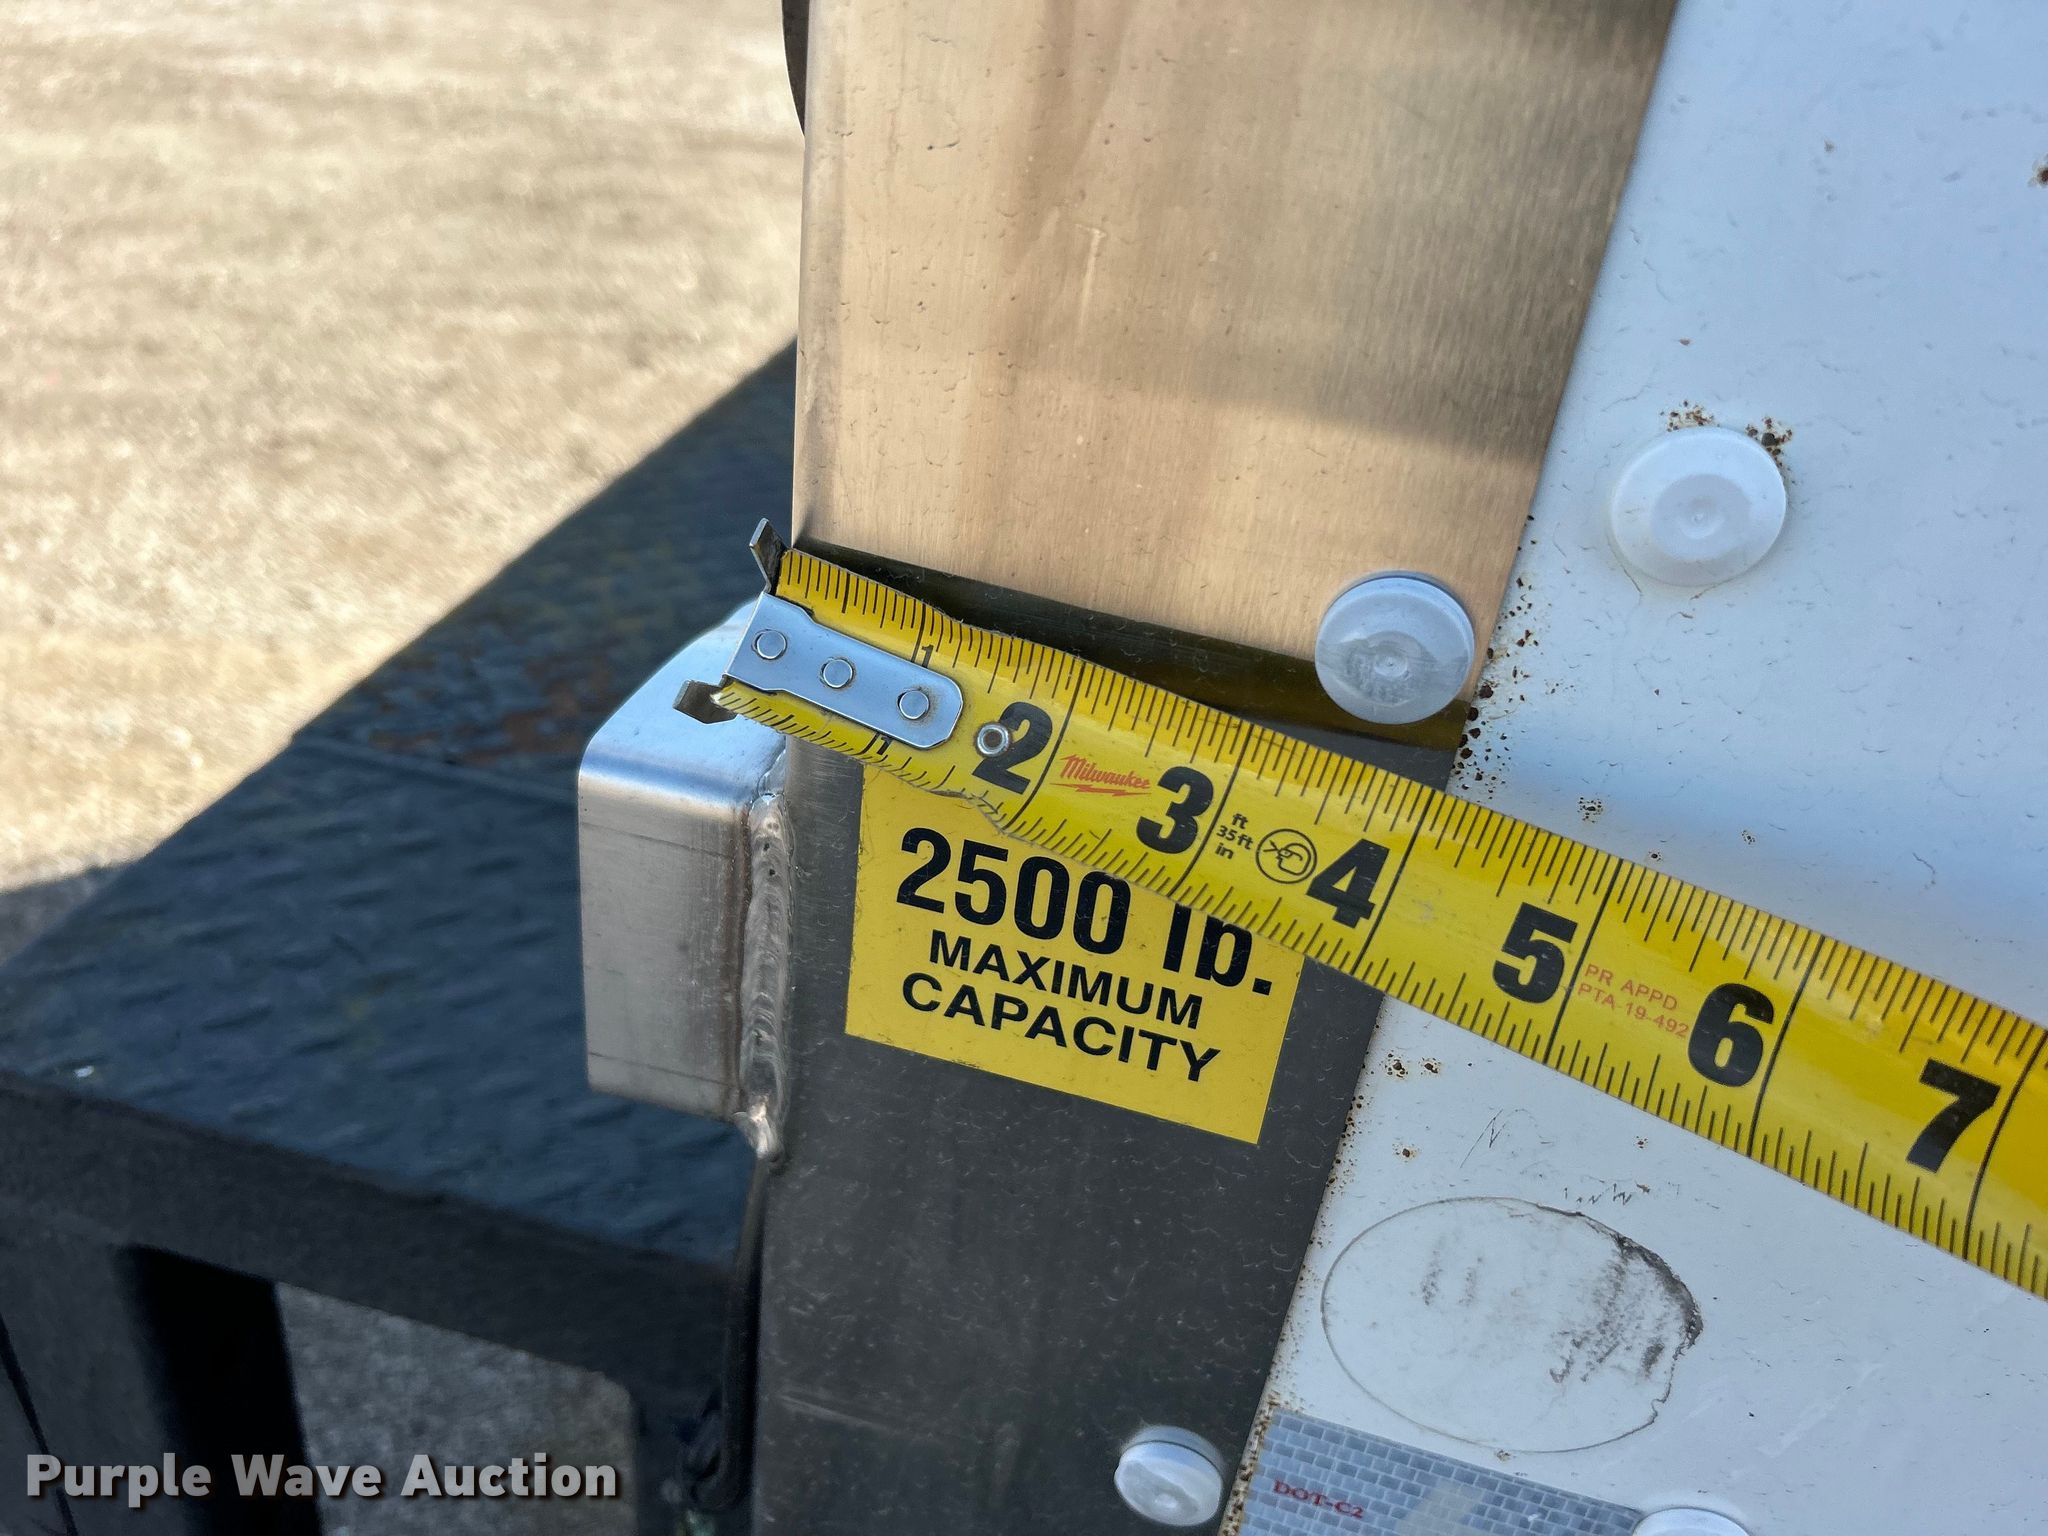 1
1
2
Milwaukee
3
ft
35ft
in
4
5
PR APPD
PTA 19-492
6
7
2500 lb.
MAXIMUM
CAPACITY
DOT-C2
Purple Wave Auction